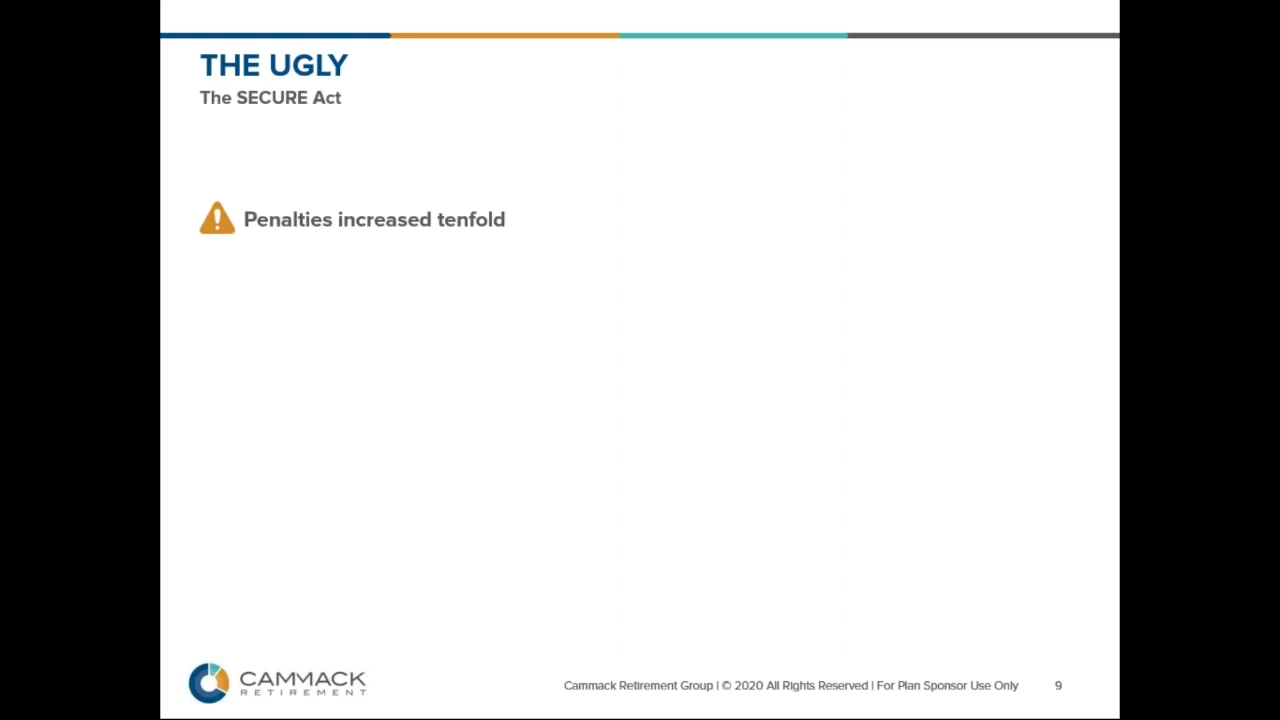 THE UGLY
The SECURE Act
Penalties increased tenfold
CAMMACK
RETIREMENT
Cammack Retirement Group | © 2020 All Rights Reserved | For Plan Sponsor Use Only 9